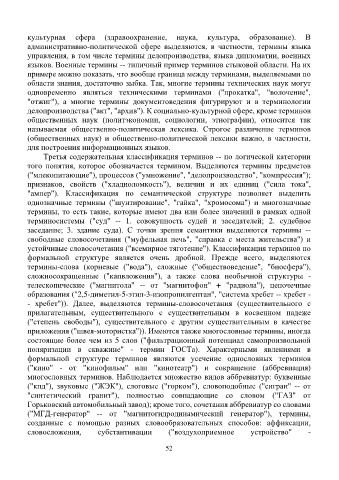 культурная сфера (здравоохранение, наука, культура, образование). В
административно-политической сфере выделяются, в частности, термины языка
управления, в том числе термины делопроизводства, языка дипломатии, военных
языков. Военные термины -- типичный пример терминов стыковой области. На их
примере можно показать, что вообще граница между терминами, выделяемыми по
области знания, достаточно зыбка. Так, многие термины технических наук могут
одновременно являться техническими терминами ("прокатка", "волочение",
"отжиг"), а многие термины документоведения фигурируют и в терминологии
делопроизводства ("акт", "архив"). К социально-культурной сфере, кроме терминов
общественных наук (политэкономии, социологии, этнографии), относится так
называемая общественно-политическая лексика. Строгое различение терминов
(общественных наук) и общественно-политической лексики важно, в частности,
для построения информационных языков.
Третья содержательная классификация терминов -- по логической категории
того понятия, которое обозначается термином. Выделяются термины предметов
("млекопитающие"), процессов ("умножение", "делопроизводство", "компрессия");
признаков, свойств ("хладноломкость"), величин и их единиц ("сила тока",
"ампер"). Классификация по семантической структуре позволяет выделить
однозначные термины ("шунтирование", "гайка", "хромосома") и многозначные
термины, то есть такие, которые имеют два или более значений в рамках одной
терминосистемы ("суд" -- 1. совокупность судей и заседателей; 2. судебное
заседание; 3. здание суда). С точки зрения семантики выделяются термины --
свободные словосочетания ("муфельная печь", "справка с места жительства") и
устойчивые словосочетания ("всемирное тяготение"). Классификация терминов по
формальной структуре является очень дробной. Прежде всего, выделяются
термины-слова (корневые ("вода"), сложные ("обществоведение", "биосфера"),
сложносокращенные ("капвложения"), а также слова необычной структуры -
телескопические ("магнитола" -- от "магнитофон" + "радиола"), цепочечные
образования ("2,5-диметил-5-этил-3-изопропилгептан", "система хребет -- хребет -
- хребет")). Далее, выделяются термины-словосочетания (существительного с
прилагательным, существительного с существительным в косвенном падеже
("степень свободы"), существительного с другим существительным в качестве
приложения ("швея-мотористка")). Имеются также многословные термины, иногда
состоящие более чем из 5 слов ("фильтрационный потенциал самопроизвольной
поляризации в скважине" - термин ГОСТа). Характерными явлениями в
формальной структуре терминов являются усечение однословных терминов
("кино" - от "кинофильм" или "кинотеатр") и сокращение (аббревиация)
многословных терминов. Наблюдается множество видов аббревиатур: буквенные
("кпд"), звуковые ("ЖЭК"), слоговые ("горком"), словоподобные ("сигран" -- от
"синтетический гранит"), полностью совпадающие со словом ("ГАЗ" от
Горьковский автомобильный завод); кроме того, сочетания аббревиатур со словами
("МГД-генератор" -- от "магнитогидродинамический генератор"), термины,
созданные с помощью разных словообразовательных способов: аффиксации,
словосложения, субстантивации ("воздухоприемное устройство" -
52